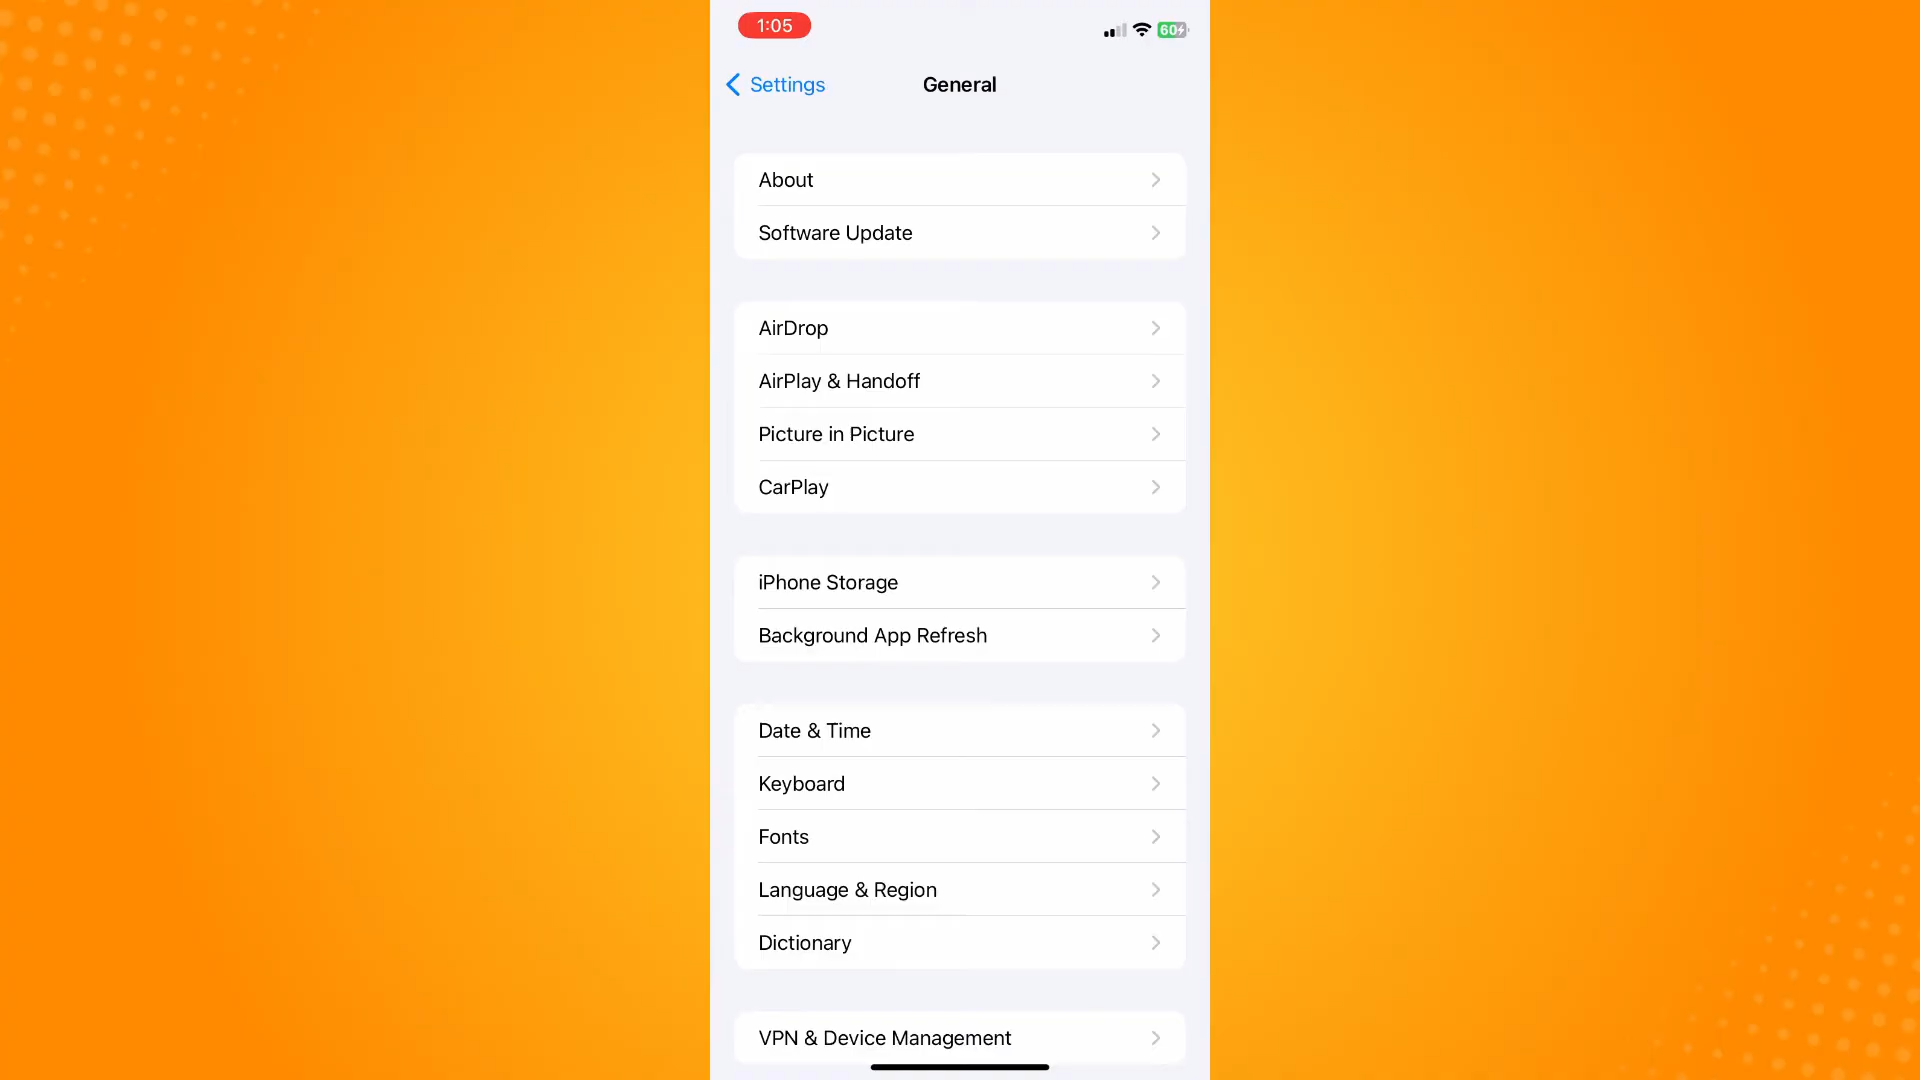 1:05
60
Settings
General
About
Software Update
AirDrop
AirPlay & Handoff
Picture in Picture
CarPlay
iPhone Storage
Background App Refresh
Date & Time
Keyboard
Fonts
Language & Region
Dictionary
VPN & Device Management